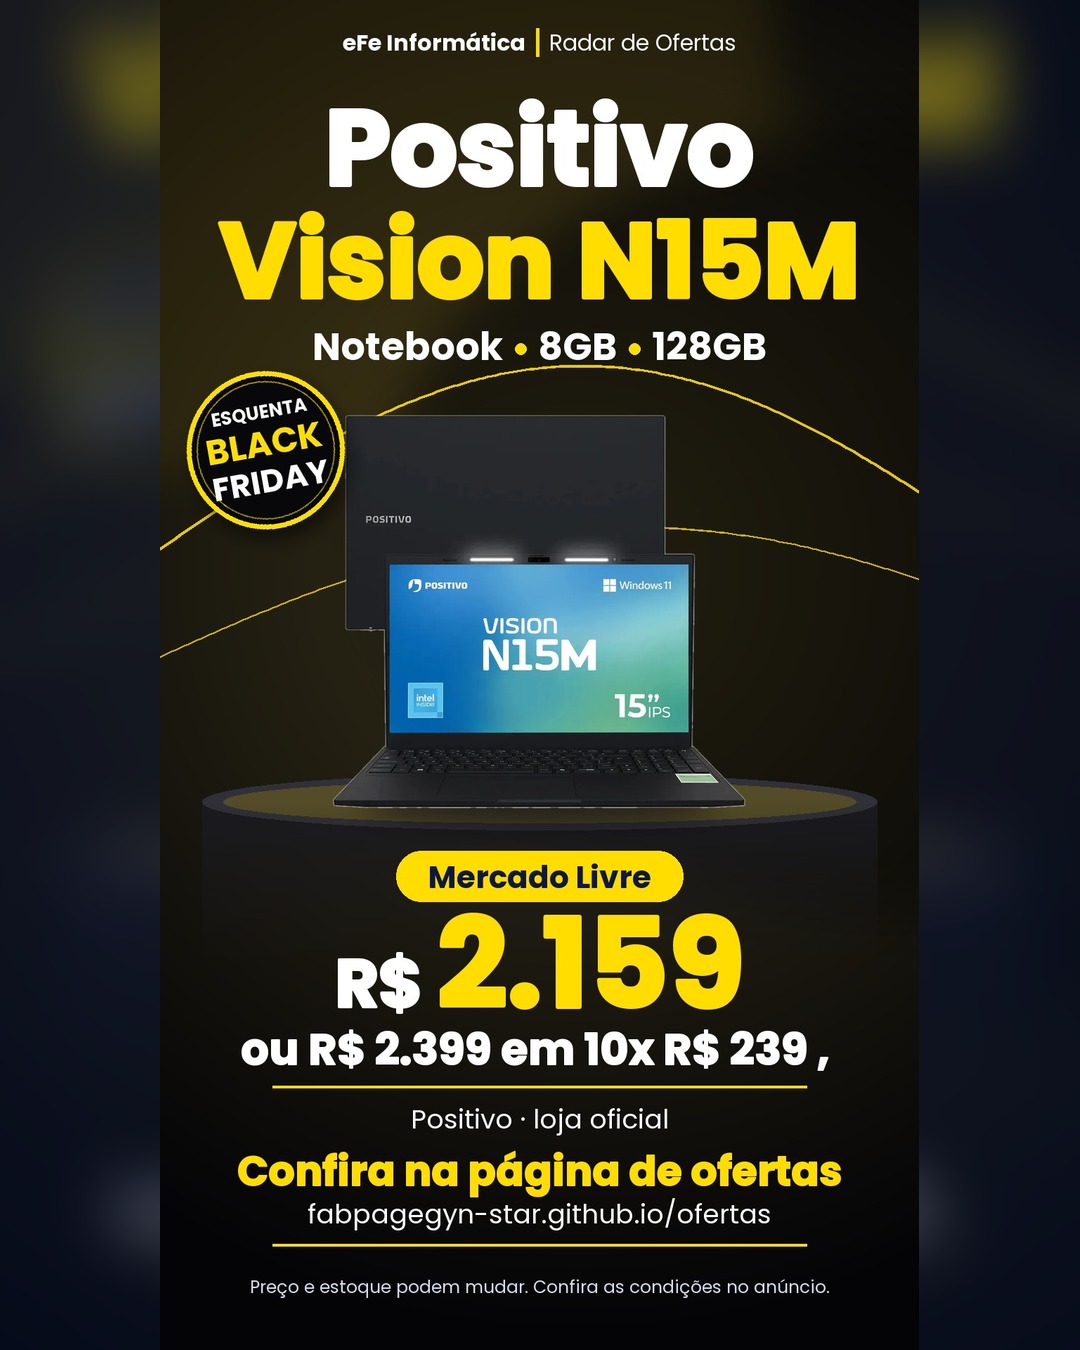 eFe Informática | Radar de Ofertas
Positivo
Vision N15M
Notebook • 8GB • 128GB
ESQUENTA
BLACK
FRIDAY
POSITIVO
POSITIVO
Windows 11
VISION
N15M
intel
INSIDE
15”
IPS
Mercado Livre
R$ 2.159
ou R$ 2.399 em 10x R$ 239 ,
Positivo · loja oficial
Confira na página de ofertas
fabpagegyn-star.github.io/ofertas
Preço e estoque podem mudar. Confira as condições no anúncio.